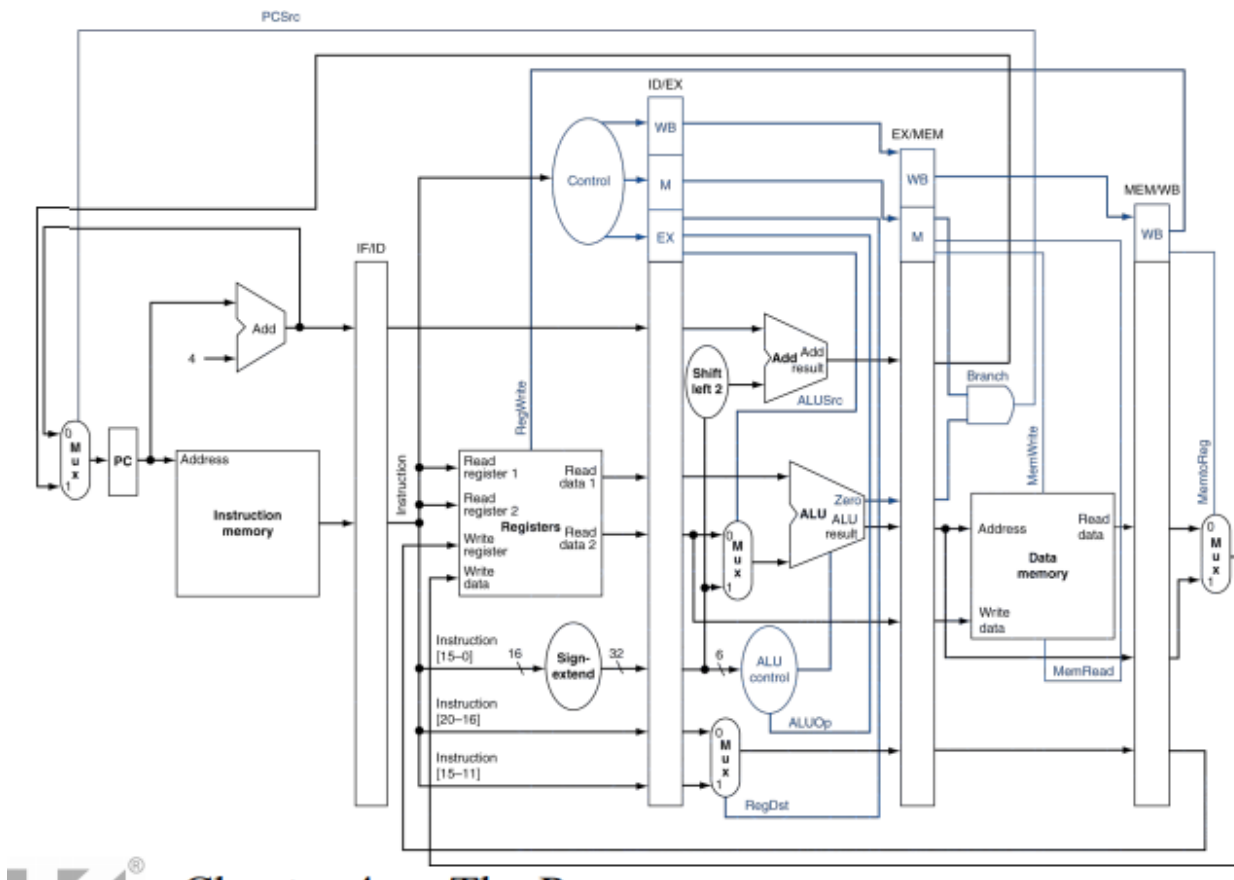 PCSrc
ID/EX
WB
EX/MEM
Control
M
WB
MEM/WB
EX
M
WB
IF/ID
Add
4
Add Add
result
Shift
left 2
Branch
ALUSrc
RegWrite
MemWrite
MemtoReg
0
M
u
x
1
PC
Address
Instruction
memory
Instruction
Read
register 1
Read
data 1
Read
register 2
Registers
Read
data 2
Write
register
Write
data
Zero
ALU ALU
result
0
M
u
x
1
Address
Read
data
Data
memory
Write
data
0
M
u
x
1
Instruction
[15–0]
16
Sign-
extend
32
6
ALU
control
MemRead
Instruction
[20–16]
ALUOp
0
M
u
x
1
Instruction
[15–11]
RegDst
®